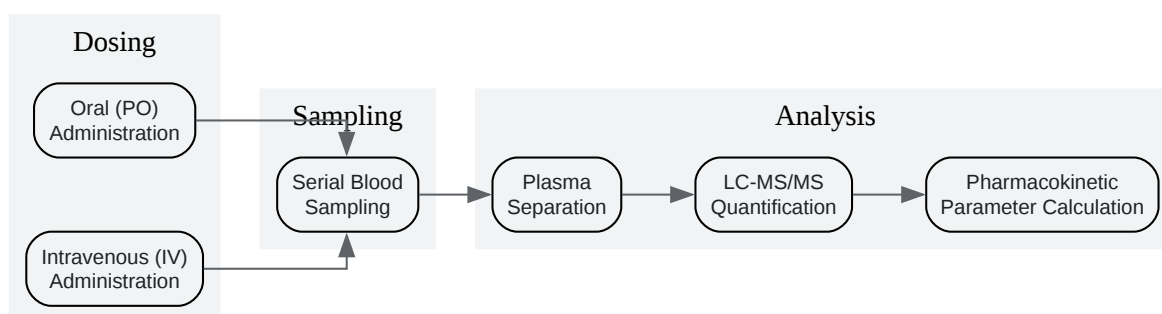 Dosing
Oral (PO)
Administration
Intravenous (IV)
Administration
Sampling
Serial Blood
Sampling
Analysis
Plasma
Separation
LC-MS/MS
Quantification
Pharmacokinetic
Parameter Calculation